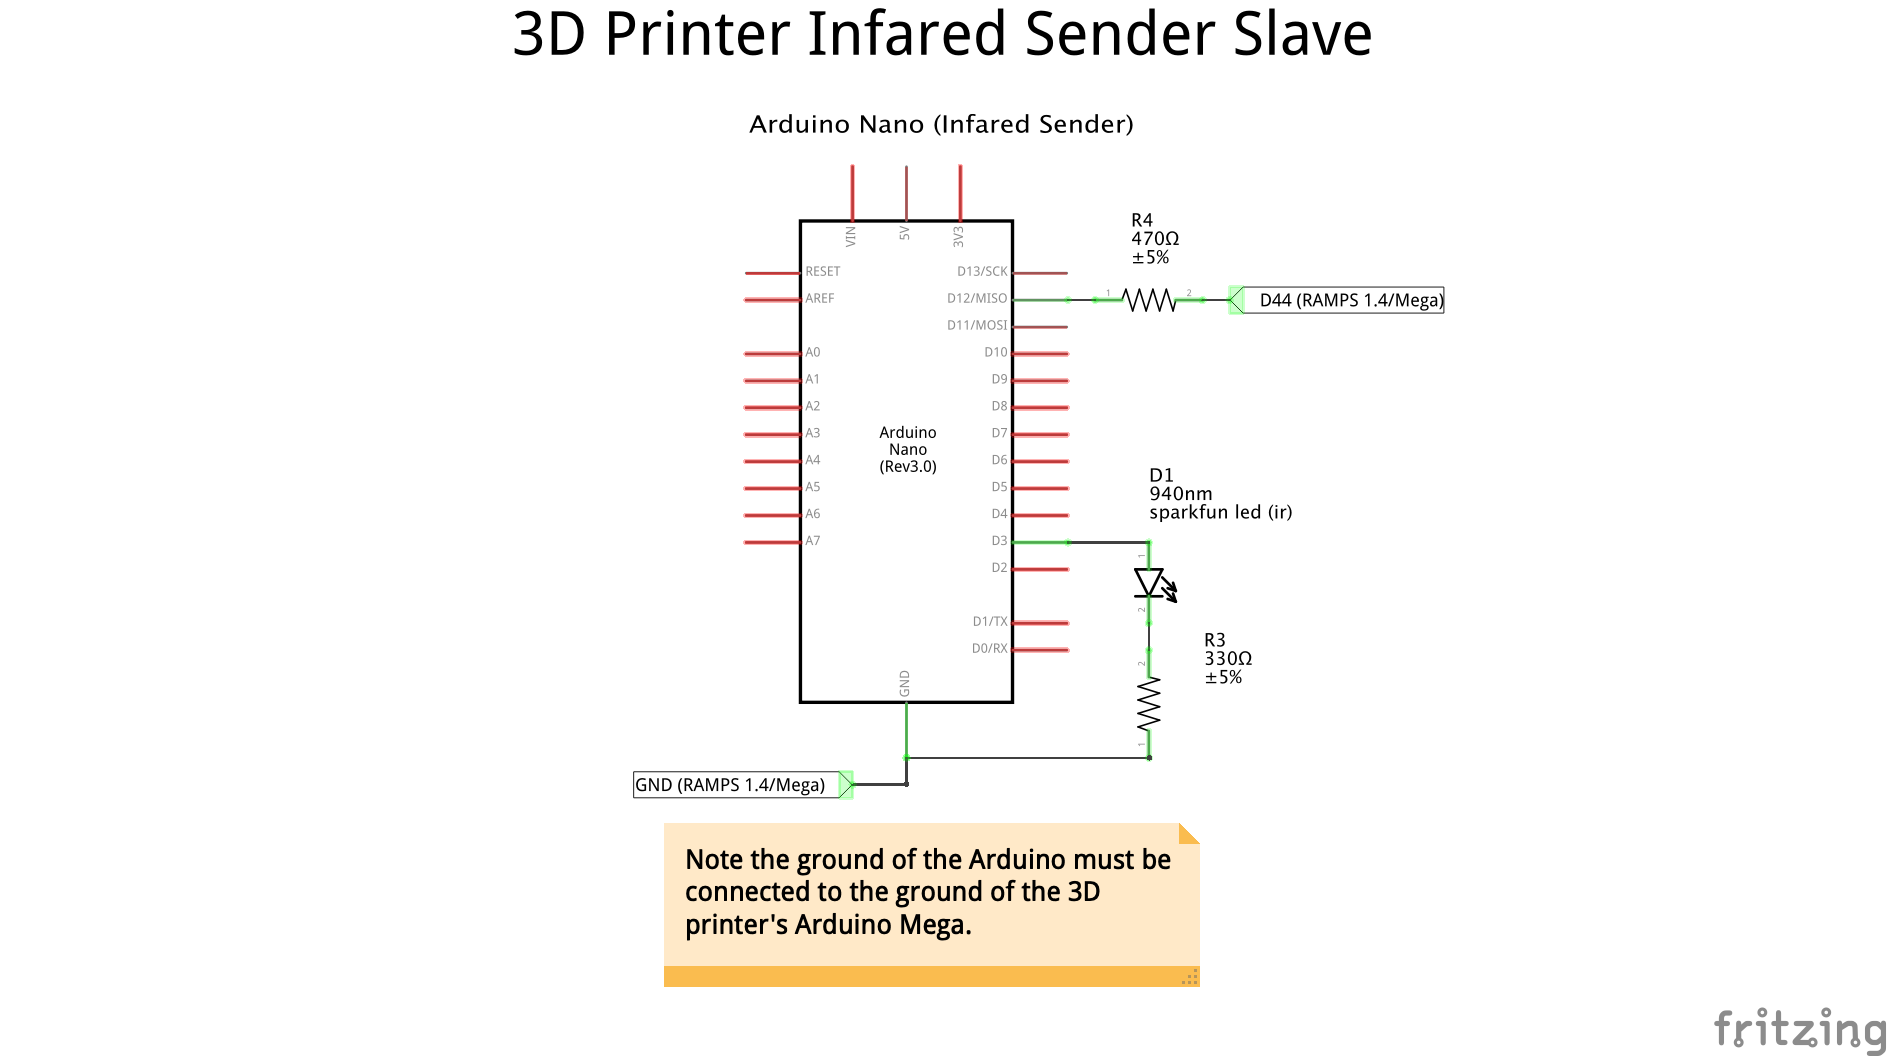 3D Printer Infared Sender Slave
Arduino Nano (Infared Sender)
VIN
5V
3V3
RESET
AREF
A0
A1
A2
A3
A4
A5
A6
A7
Arduino
Nano
(Rev3.0)
D13/SCK
D12/MISO
D11/MOSI
D10
D9
D8
D7
D6
D5
D4
D3
D2
D1/TX
D0/RX
GND
R4
470Ω
±5%
1
2
D44 (RAMPS 1.4/Mega)
D1
940nm
sparkfun led (ir)
1
2
R3
330Ω
±5%
2
1
GND (RAMPS 1.4/Mega)
Note the ground of the Arduino must be
connected to the ground of the 3D
printer's Arduino Mega.
fritzing